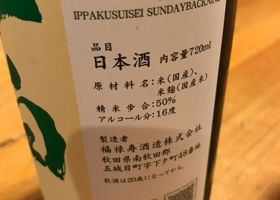 IPPAKUSUISEI SUNDAYBACKNE
品目
日本酒 内容量720ml
原材料名:米(国産)、
米麹(国産米)
精米歩合:50%
アルコール分:16度
製造者
福禄寿酒造株式会社
秋田県南秋田郡
五城目町字下タ町48番地
飲酒は20歳になってから。